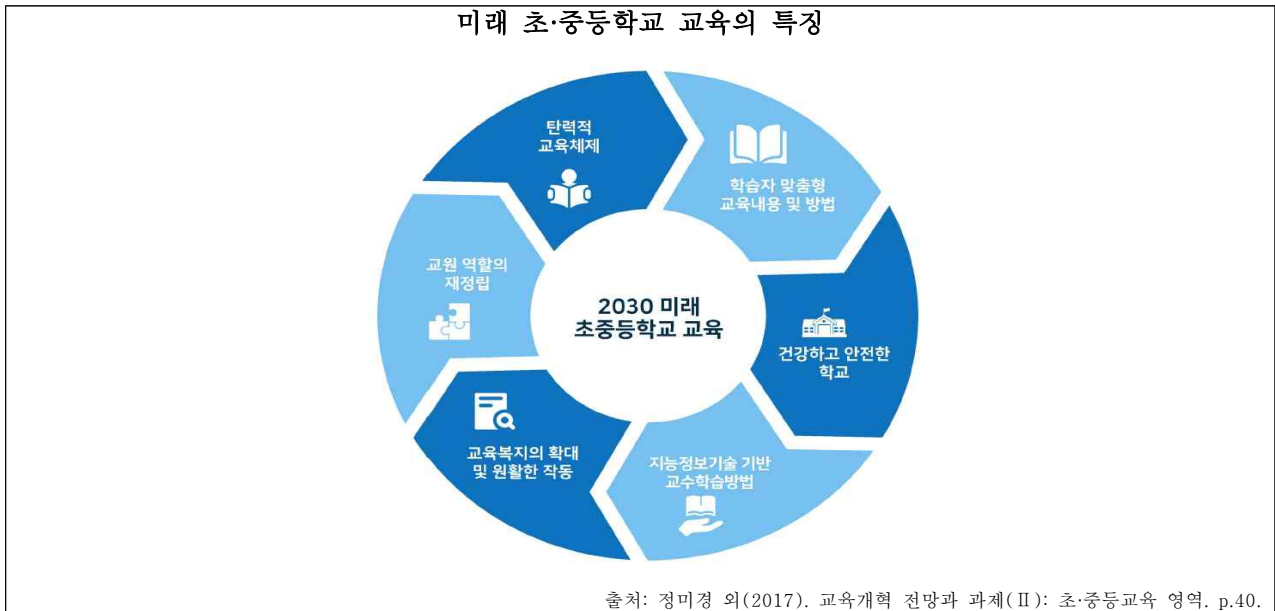 미래 초·중등학교 교육의 특징
탄력적
교육체제
학습자 맞춤형
교육내용 및 방법
건강하고 안전한
학교
지능정보기술 기반
교수학습방법
교육복지의 확대
및 원활한 작동
교원 역할의
재정립
2030 미래
초중등학교 교육
출처: 정미경 외(2017). 교육개혁 전망과 과제(Ⅱ): 초·중등교육 영역. p.40.